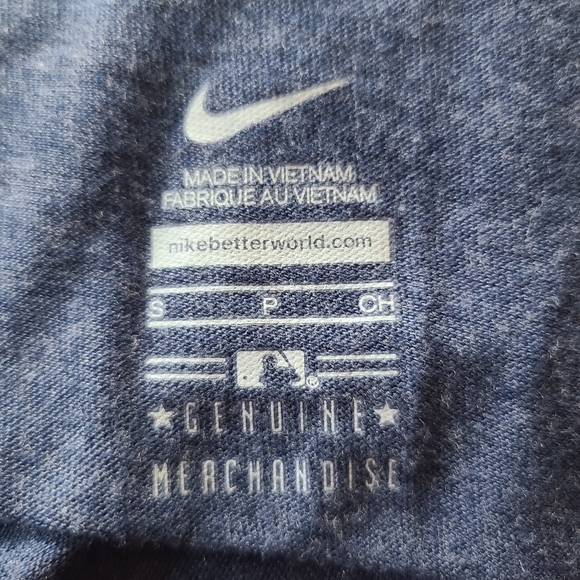 MADE IN VIETNAM
FABRIQUE AU VIETNAM
nikebetterworld.com
S P CH
®
GENUINE
MERCHANDISE